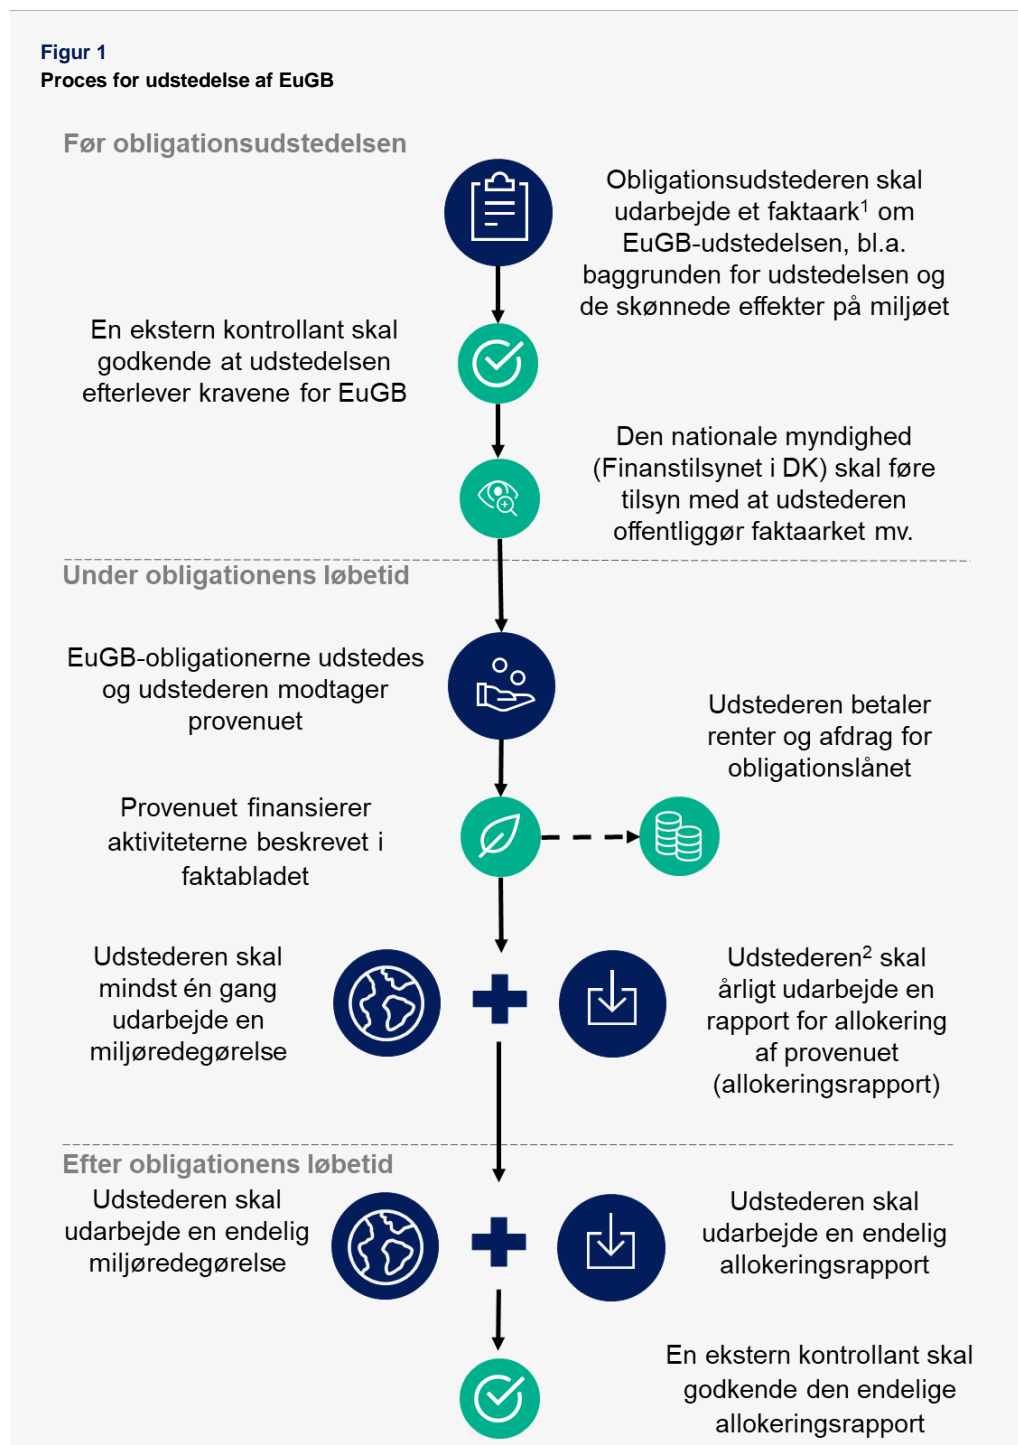 Figur 1
Proces for udstedelse af EuGB
Før obligationsudstedelsen
Obligationsudstederen skal
udarbejde et faktaark¹ om
EuGB-udstedelsen, bl.a.
baggrunden for udstedelsen og
de skønnede effekter på miljøet
En ekstern kontrollant skal
godkende at udstedelsen
efterlever kravene for EuGB
Den nationale myndighed
(Finanstilsynet i DK) skal føre
tilsyn med at udstederen
offentliggør faktaarket mv.
Under obligationens løbetid
EuGB-obligationerne udstedes
og udstederen modtager
provenuet
Udstederen betaler
renter og afdrag for
obligationslånet
Provenuet finansierer
aktiviteterne beskrevet i
faktabladet
Udstederen skal
mindst én gang
udarbejde en
miljøredegørelse
Udstederen² skal
årligt udarbejde en
rapport for allokering
af provenuet
(allokeringsrapport)
Efter obligationens løbetid
Udstederen skal
udarbejde en endelig
miljøredegørelse
Udstederen skal
udarbejde en endelig
allokeringsrapport
En ekstern kontrollant skal
godkende den endelige
allokeringsrapport